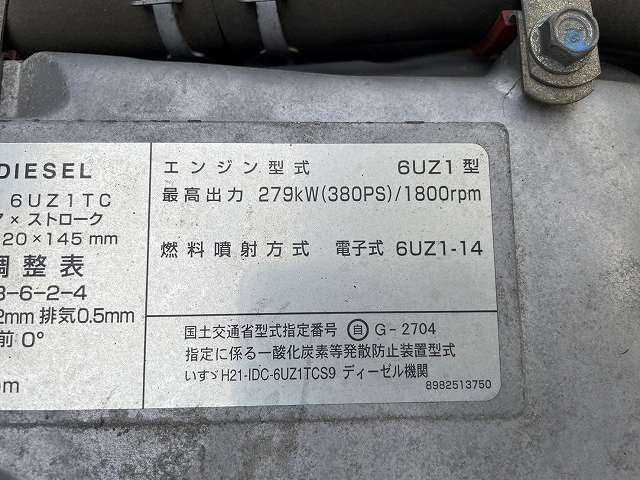 DIESEL
6UZ1TC
× ストローク
20×145 mm
調整表
3-6-2-4
2mm 排気0.5mm
前 0°
エンジン型式 6UZ1型
最高出力 279kW(380PS)/1800rpm
燃料噴射方式 電子式 6UZ1-14
国土交通省型式指定番号 ㊀自 G-2704
指定に係る一酸化炭素等発散防止装置型式
いすゞH21-IDC-6UZ1TCS9 ディーゼル機関
8982513750